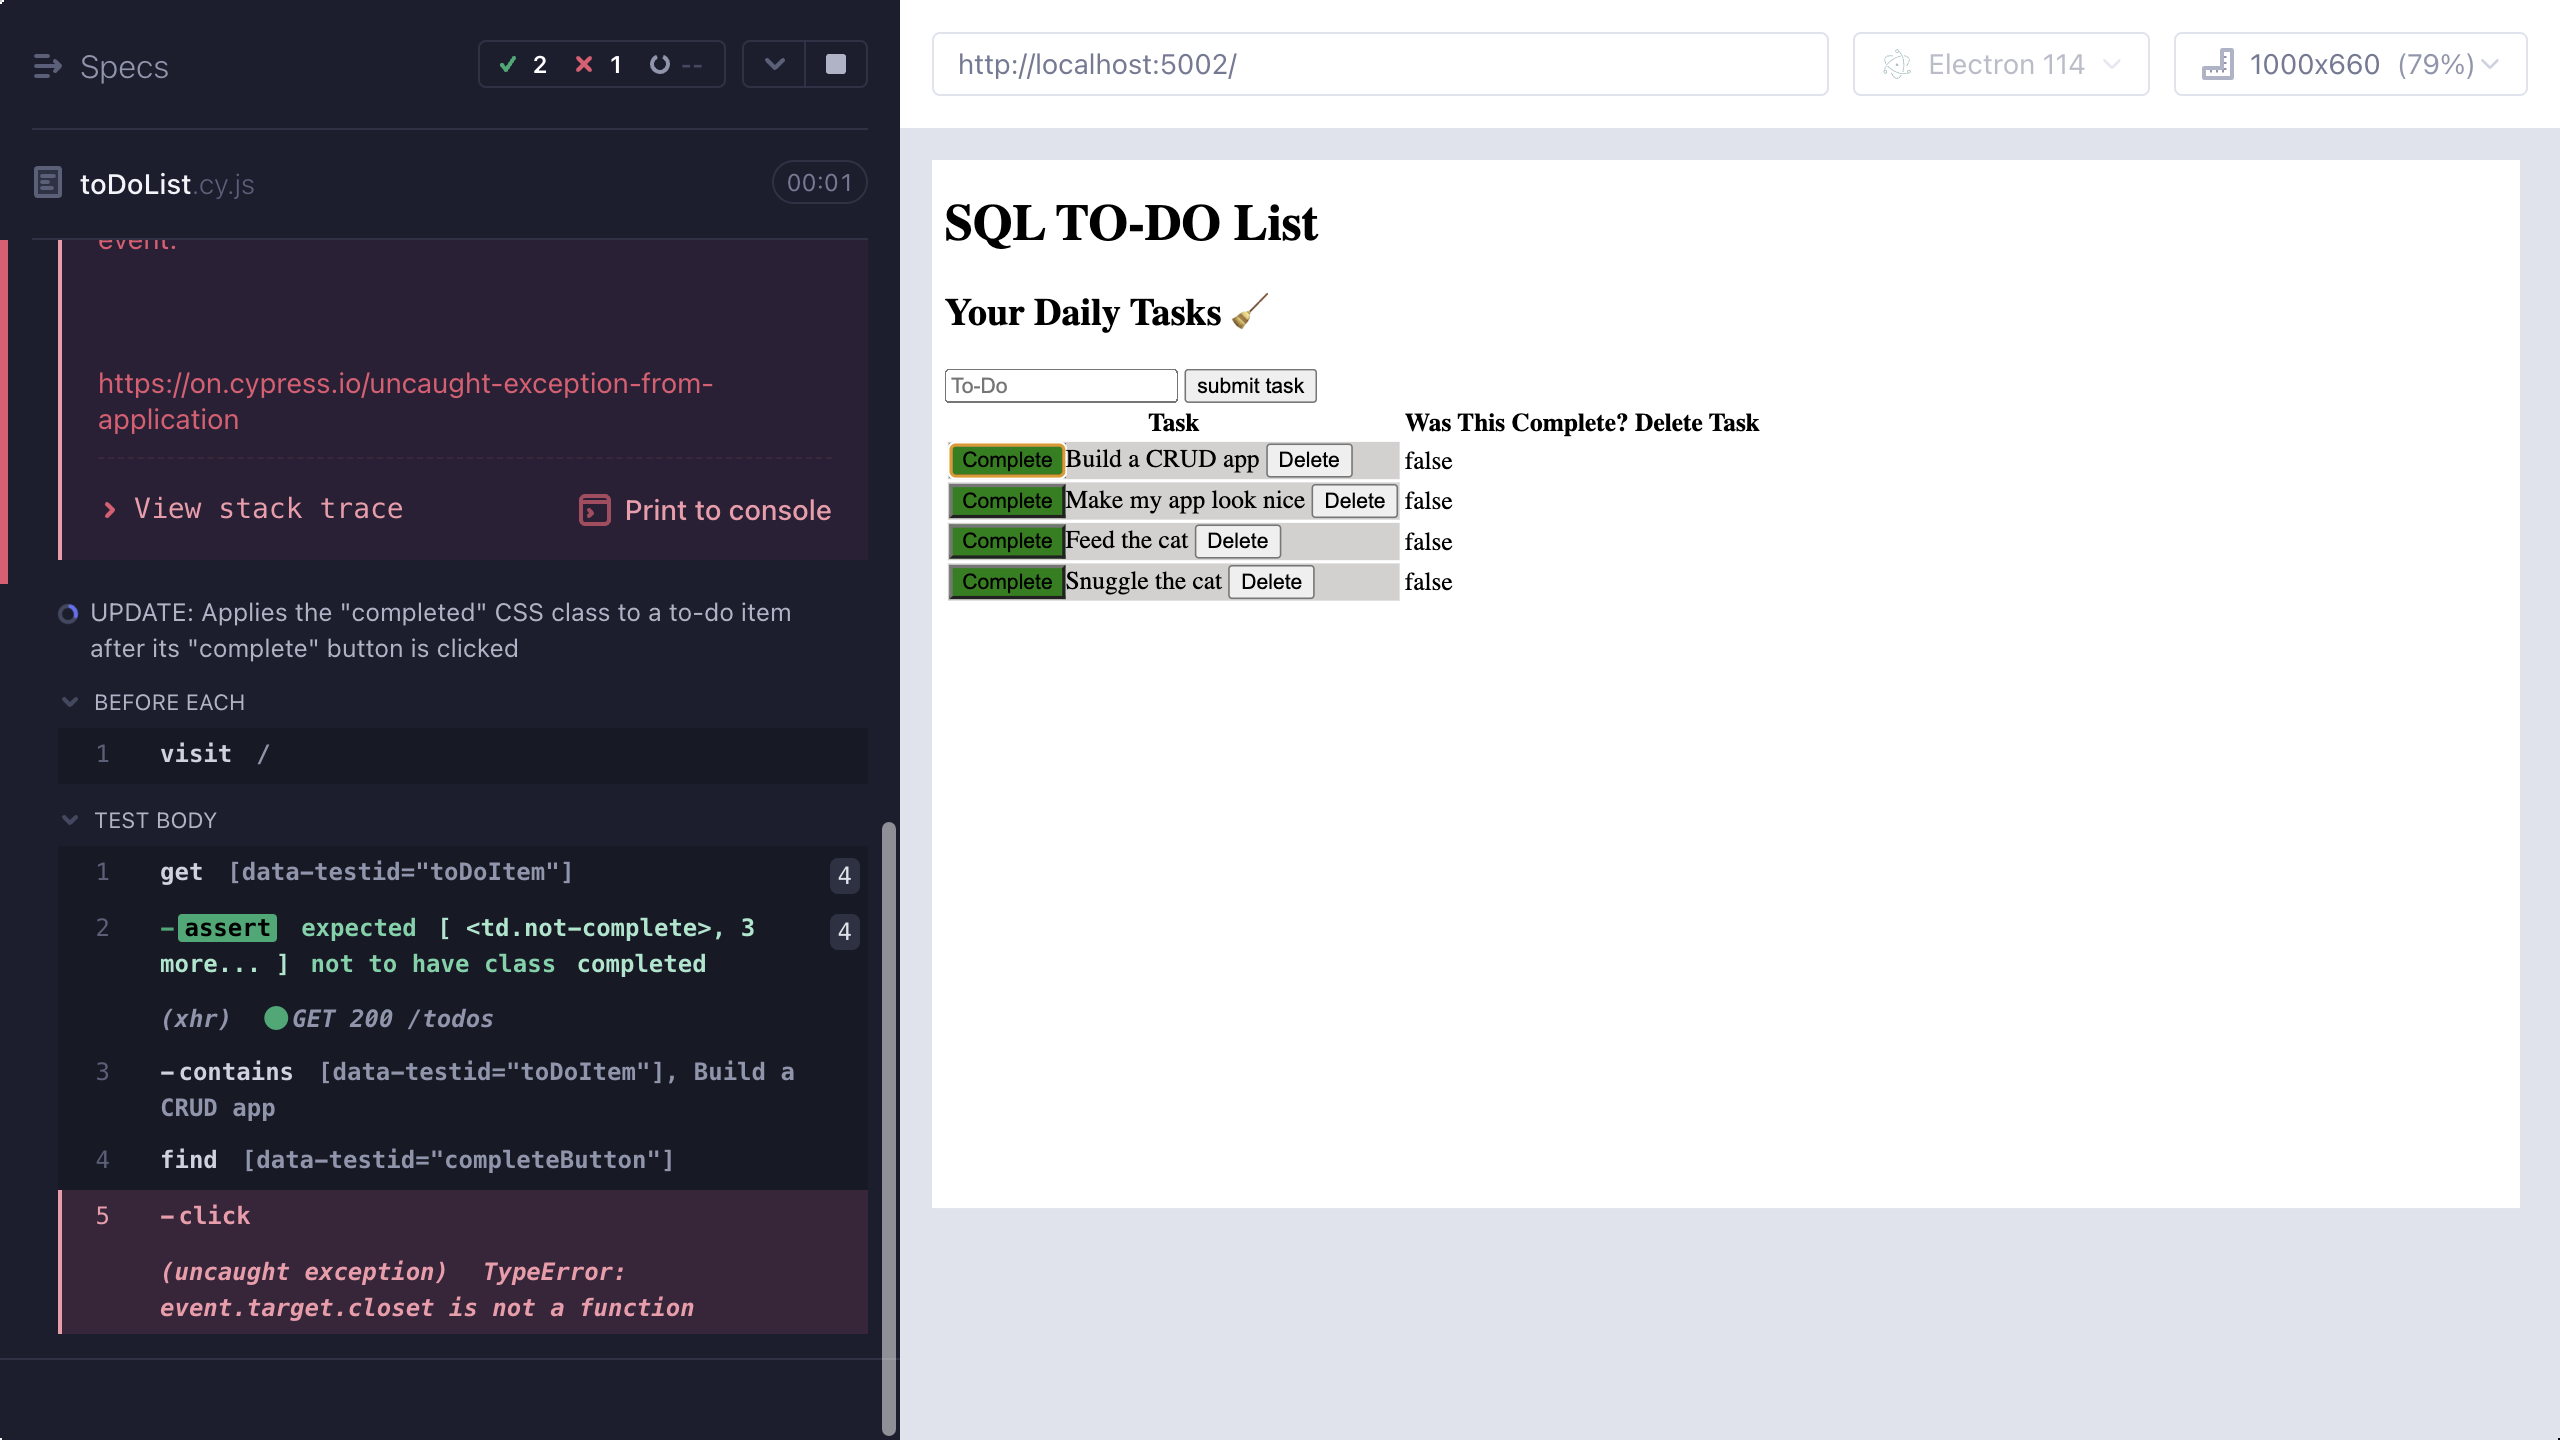 Specs
2 1 --
toDoList.cy.js
00:01
event.
https://on.cypress.io/uncaught-exception-from-
application
View stack trace
Print to console
UPDATE: Applies the "completed" CSS class to a to-do item
after its "complete" button is clicked
BEFORE EACH
1 visit /
TEST BODY
1 get [data-testid="toDoItem"] 4
2 -assert expected [ <td.not-complete>, 3 4
more... ] not to have class completed
(xhr) GET 200 /todos
3 -contains [data-testid="toDoItem"], Build a
CRUD app
4 find [data-testid="completeButton"]
5 -click
(uncaught exception) TypeError:
event.target.closet is not a function
http://localhost:5002/
Electron 114
1000x660 (79%)
SQL TO-DO List
Your Daily Tasks 🧹
To-Do submit task
Task Was This Complete? Delete Task
Complete Build a CRUD app Delete false
Complete Make my app look nice Delete false
Complete Feed the cat Delete false
Complete Snuggle the cat Delete false